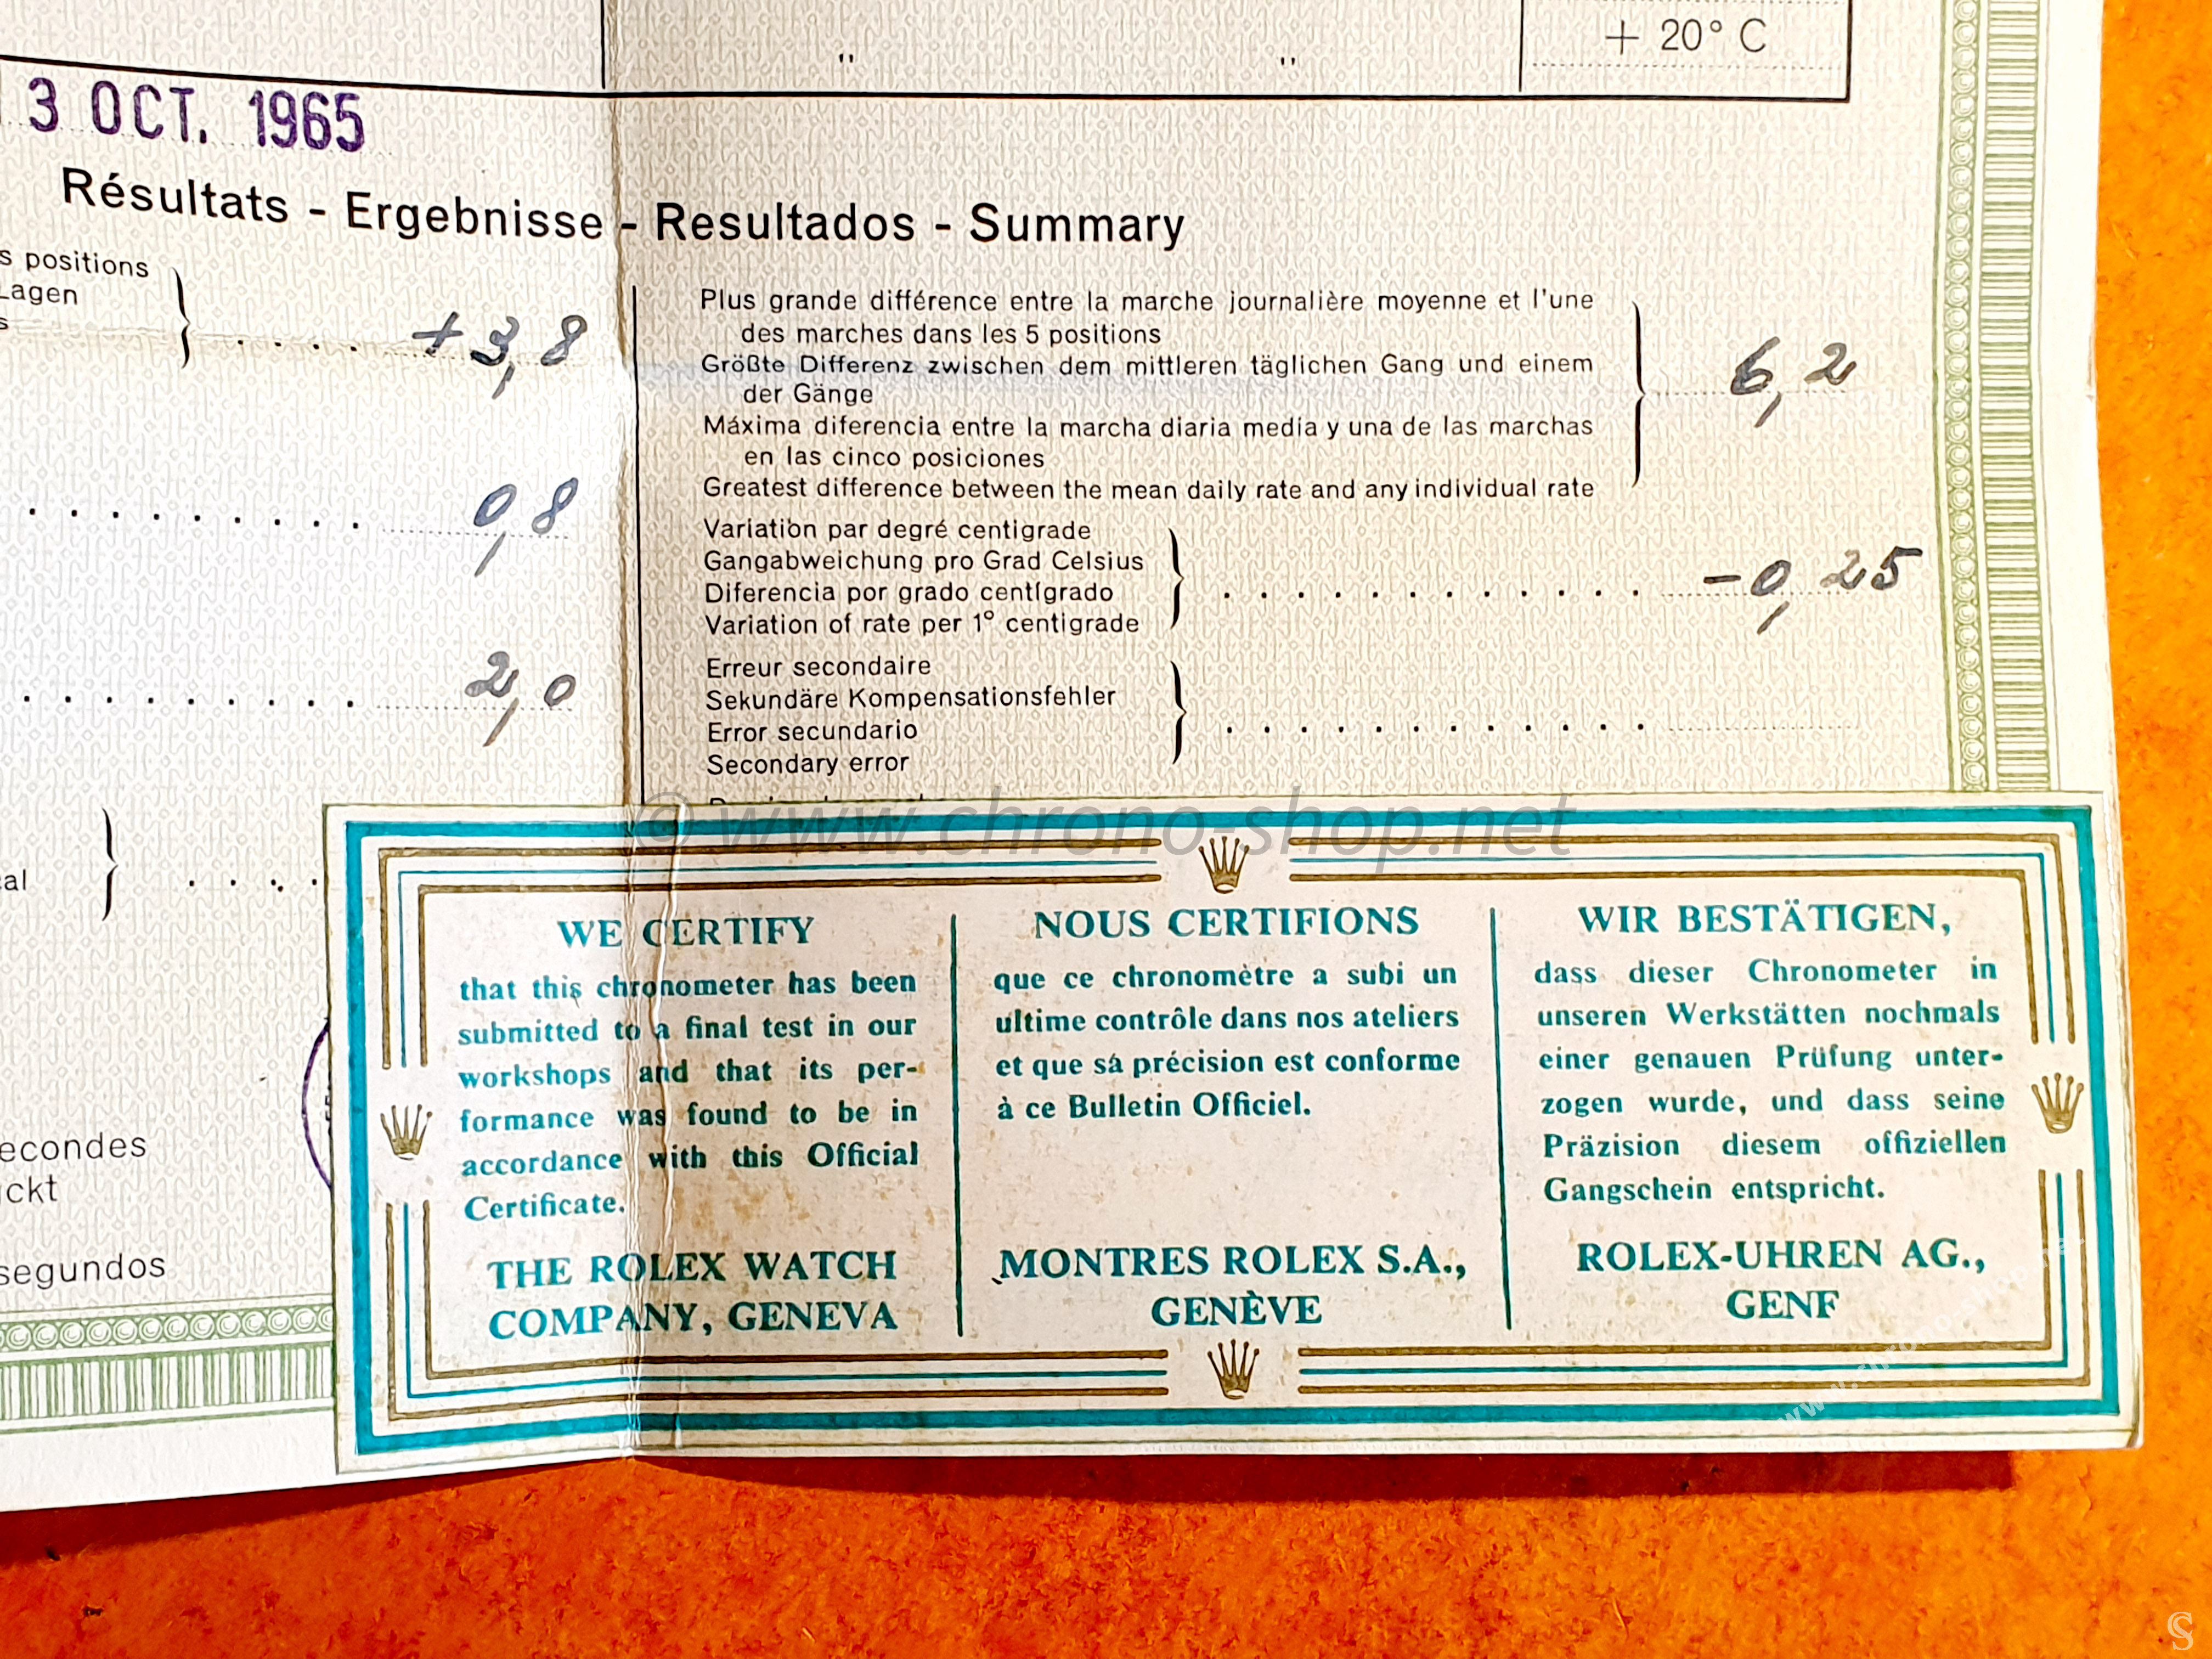 + 20° C
" "
3 OCT. 1965
Résultats - Ergebnisse - Resultados - Summary
s positions
Lagen
s
+3,8
0,8
2,0
al
econdes
ckt
segundos
Plus grande différence entre la marche journalière moyenne et l'une
des marches dans les 5 positions
Größte Differenz zwischen dem mittleren täglichen Gang und einem
der Gänge
Máxima diferencia entre la marcha diaria media y una de las marchas
en las cinco posiciones
Greatest difference between the mean daily rate and any individual rate
6,2
Variation par degré centigrade
Gangabweichung pro Grad Celsius
Diferencia por grado centígrado
Variation of rate per 1° centigrade
-0,25
Erreur secondaire
Sekundäre Kompensationsfehler
Error secundario
Secondary error
© www.chrono-shop.net
WE CERTIFY
that this chronometer has been
submitted to a final test in our
workshops and that its per-
formance was found to be in
accordance with this Official
Certificate.
THE ROLEX WATCH
COMPANY, GENEVA
NOUS CERTIFIONS
que ce chronomètre a subi un
ultime contrôle dans nos ateliers
et que sa précision est conforme
à ce Bulletin Officiel.
MONTRES ROLEX S.A.,
GENÈVE
WIR BESTÄTIGEN,
dass dieser Chronometer in
unseren Werkstätten nochmals
einer genauen Prüfung unter-
zogen wurde, und dass seine
Präzision diesem offiziellen
Gangschein entspricht.
ROLEX-UHREN AG.,
GENF